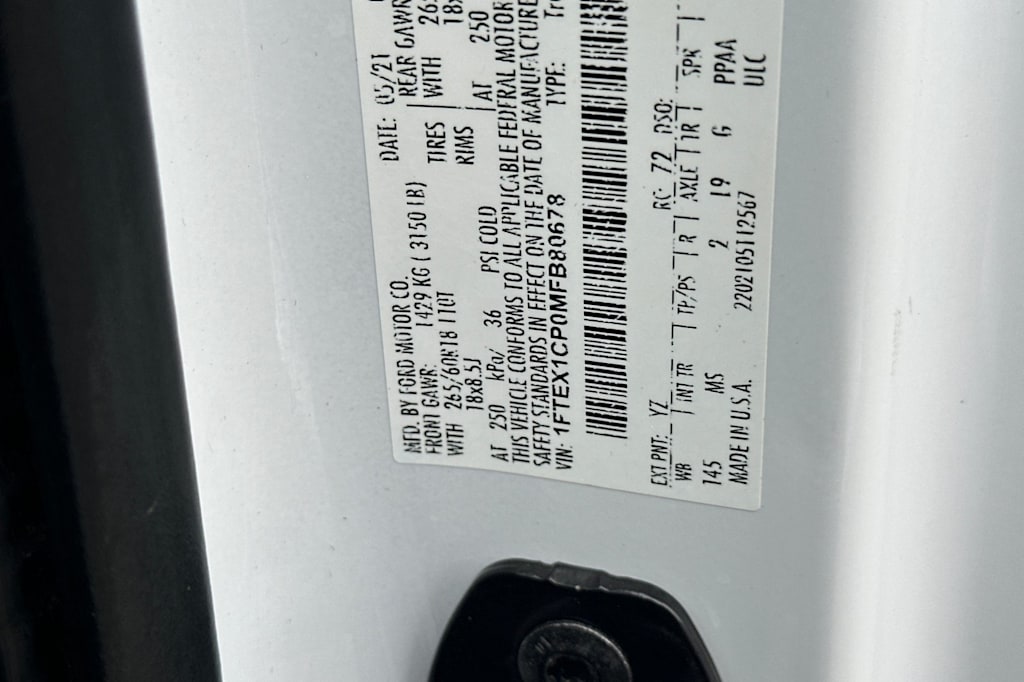 MFD. BY FORD MOTOR CO.
DATE: 05/21
FRONT GAWR: 1429 KG ( 3150 LB)
REAR GAWR
WITH 265/60R18 110T
TIRES
WITH
18x8.5J
RIMS
AT 250 kPa/ 36 PSI COLD
AT 250
THIS VEHICLE CONFORMS TO ALL APPLICABLE FEDERAL MOTOR
SAFETY STANDARDS IN EFFECT ON THE DATE OF MANUFACTURE
VIN: 1FTEX1CP0MFB80678
TYPE:
EXT PNT: YZ RC: 72 DSO:
WB INT TR TP/PS R AXLE TR SPR
145 MS 2 19 G PPAA
MADE IN U.S.A. 2202105112567 ULC